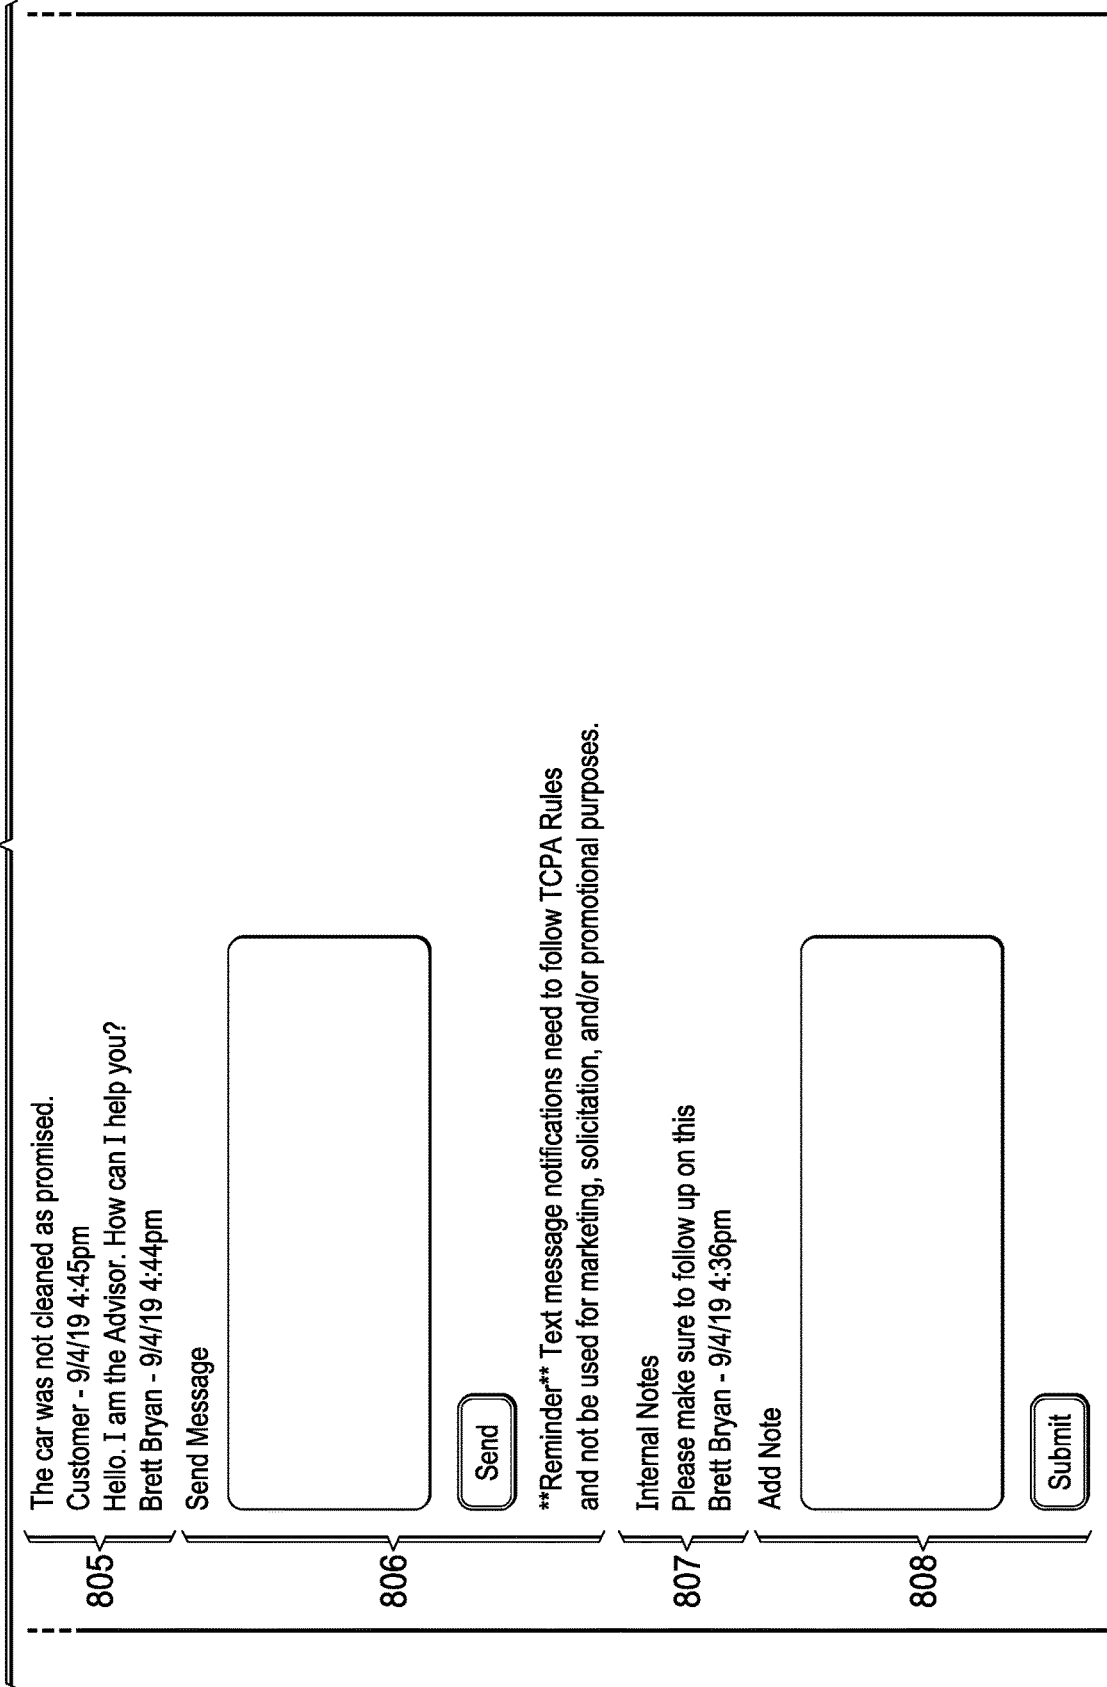 805
The car was not cleaned as promised.
Customer - 9/4/19 4:45pm
Hello. I am the Advisor. How can I help you?
Brett Bryan - 9/4/19 4:44pm
806
Send Message
Send
**Reminder** Text message notifications need to follow TCPA Rules
and not be used for marketing, solicitation, and/or promotional purposes.
807
Internal Notes
Please make sure to follow up on this
Brett Bryan - 9/4/19 4:36pm
808
Add Note
Submit